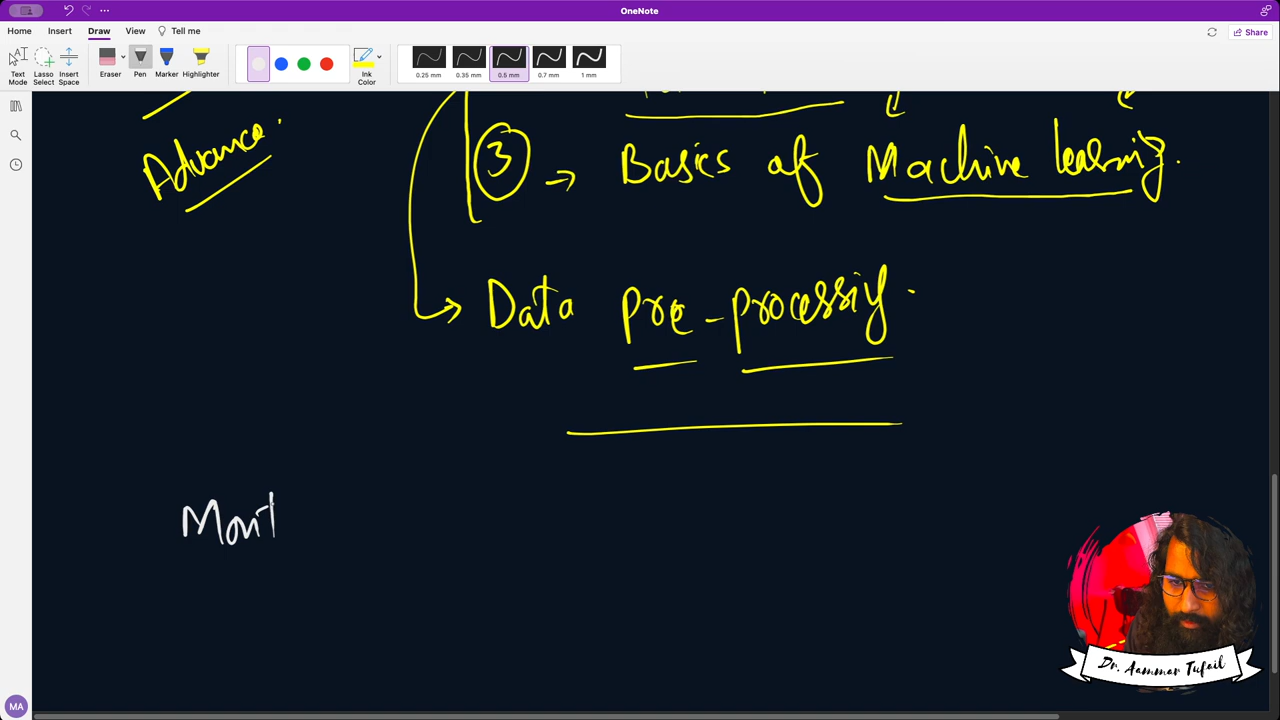 OneNote
Home Insert Draw View Tell me
Share
Text Mode
Lasso Select
Insert Space
Eraser
Pen
Marker
Highlighter
Ink Color
0.25 mm
0.35 mm
0.5 mm
0.7 mm
1 mm
Advance.
3 → Basics of Machine learning.
→ Data Pre-processing.
Mont
Dr. Aammar Tufail
MA